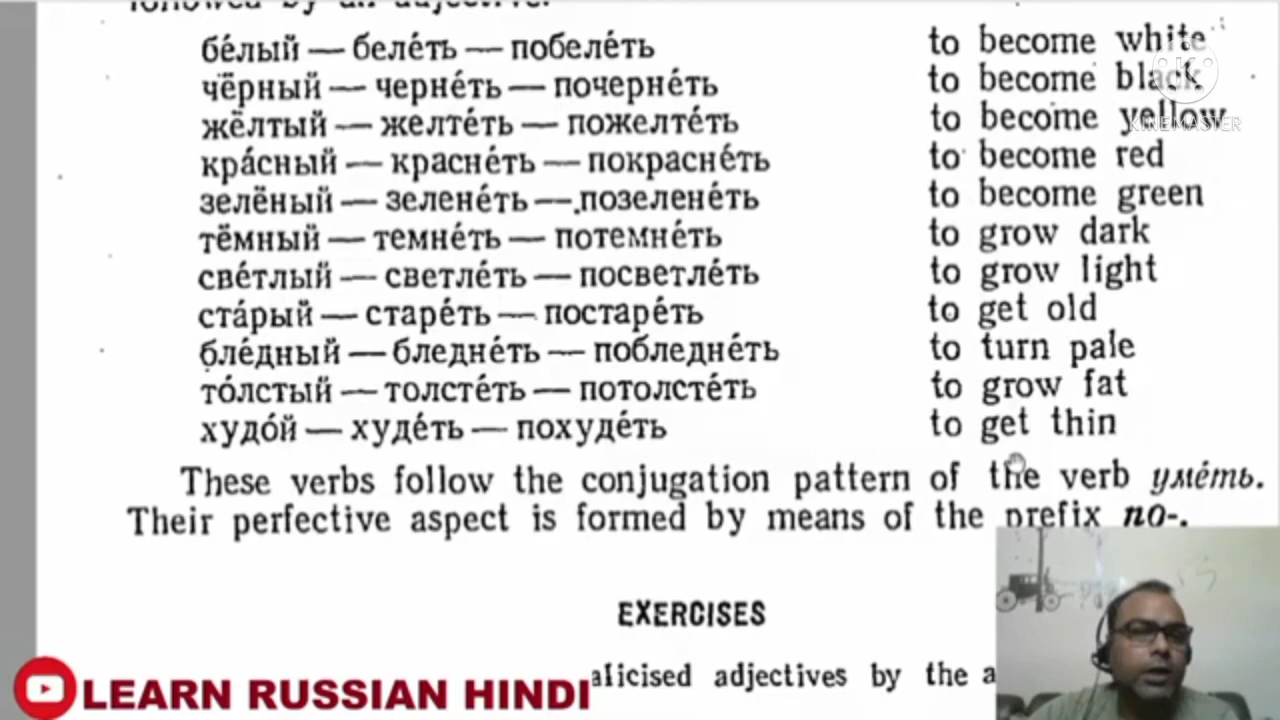 followed by an adjective.
бе́лый — беле́ть — побеле́ть to become white
чёрный — черне́ть — почерне́ть to become black
жёлтый — желте́ть — пожелте́ть to become yellow
кра́сный — красне́ть — покрасне́ть to become red
зелёный — зелене́ть — позелене́ть to become green
тёмный — темне́ть — потемне́ть to grow dark
све́тлый — светле́ть — посветле́ть to grow light
ста́рый — старе́ть — постаре́ть to get old
бле́дный — бледне́ть — побледне́ть to turn pale
то́лстый — толсте́ть — потолсте́ть to grow fat
худо́й — худе́ть — похуде́ть to get thin
These verbs follow the conjugation pattern of the verb уме́ть.
Their perfective aspect is formed by means of the prefix по-.
EXERCISES
alicised adjectives by the a
LEARN RUSSIAN HINDI
K
KINEMASTER